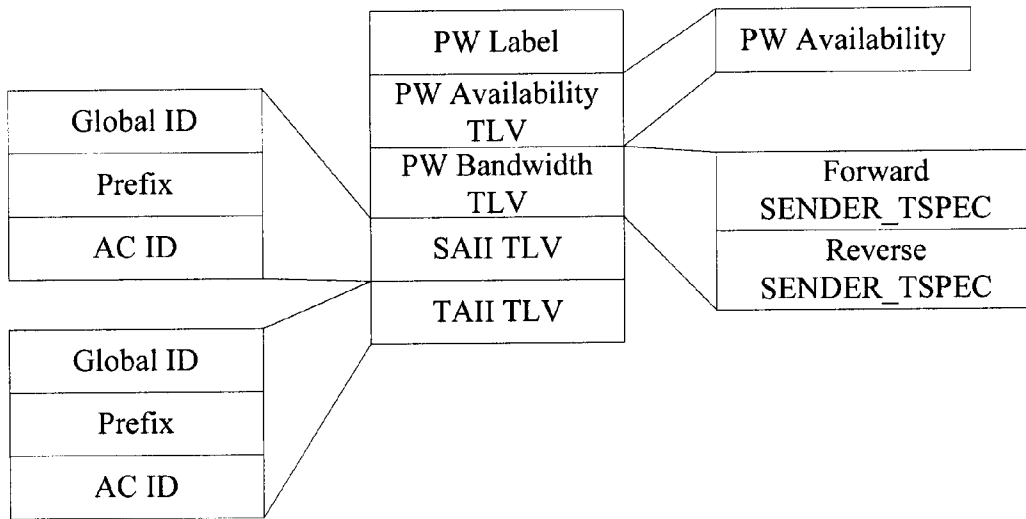 PW Label
PW Availability
TLV
PW Bandwidth
TLV
SAII TLV
TAII TLV
PW Availability
Forward
SENDER_TSPEC
Reverse
SENDER_TSPEC
Global ID
Prefix
AC ID
Global ID
Prefix
AC ID